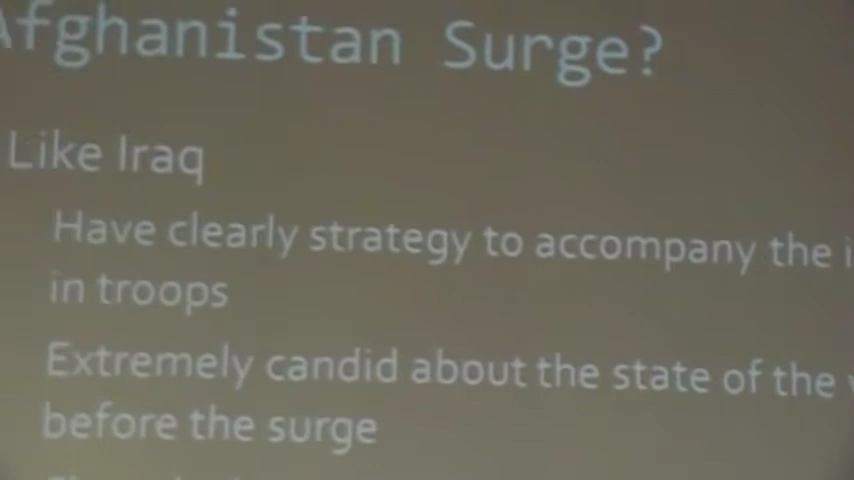 Afghanistan Surge?
Like Iraq
Have clearly strategy to accompany the
in troops
Extremely candid about the state of the
before the surge